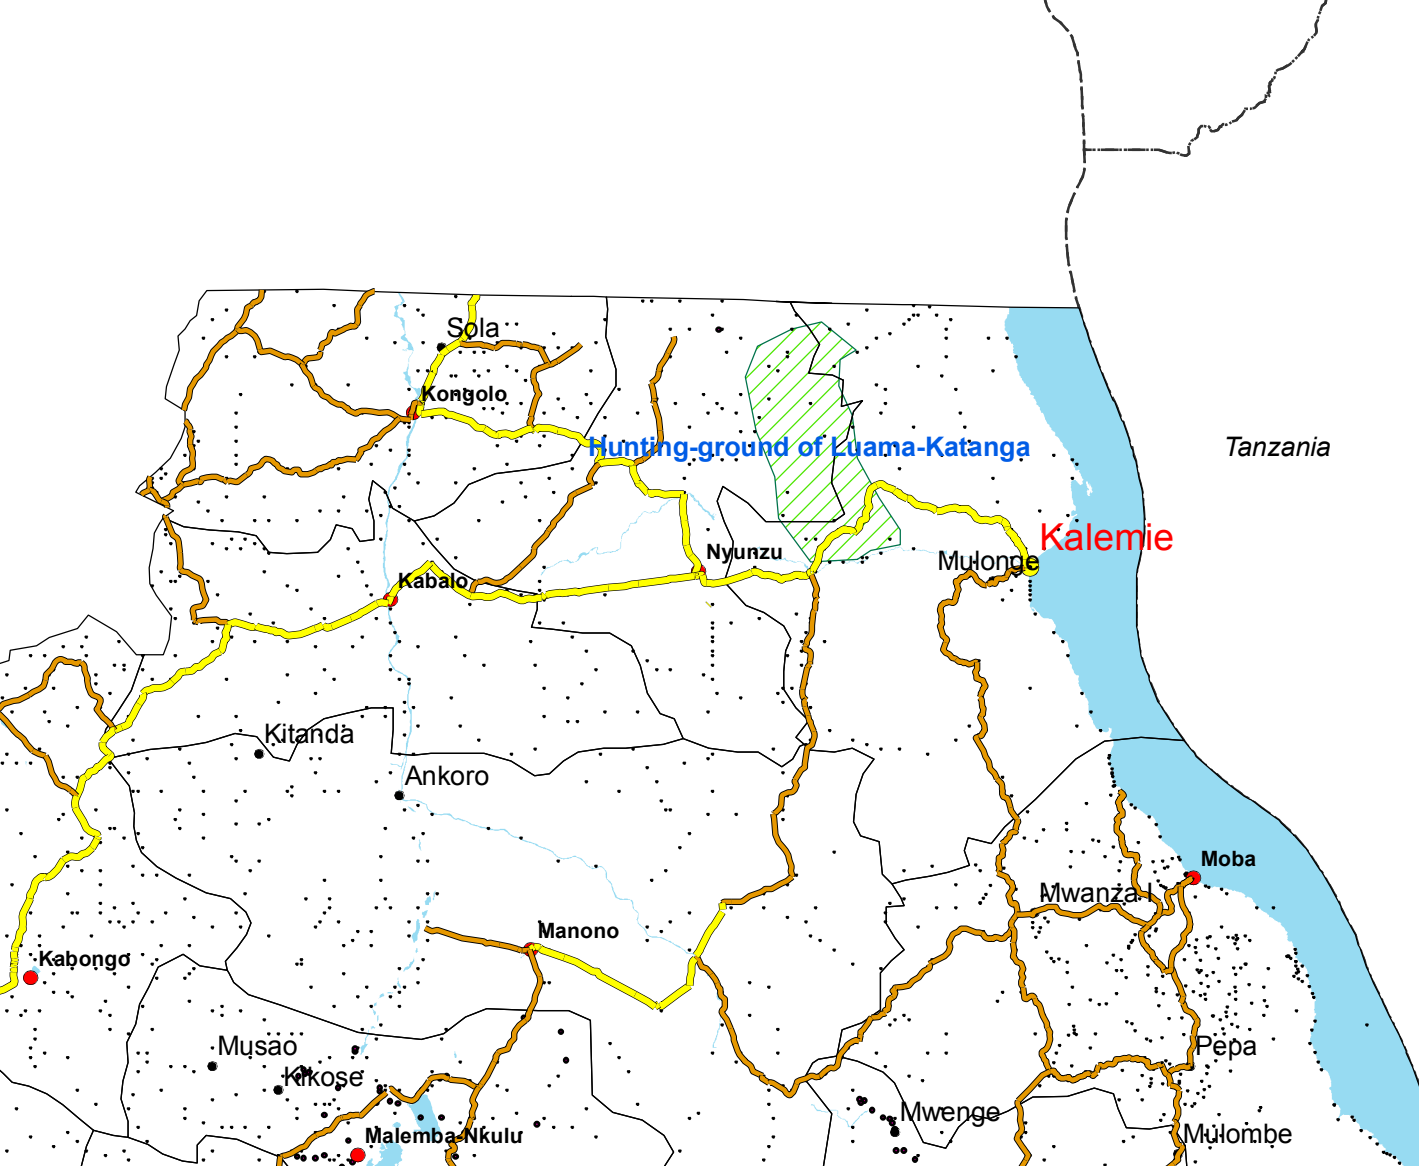 Sola
Kongolo
Hunting-ground of Luama-Katanga
Tanzania
Kalemie
Nyunzu
Mulonge
Kabalo
Kitanda
Ankoro
Moba
Mwanza I
Manono
Kabongo
Musao
Pepa
Kikose
Mwenge
Malemba-Nkulu
Mulombe